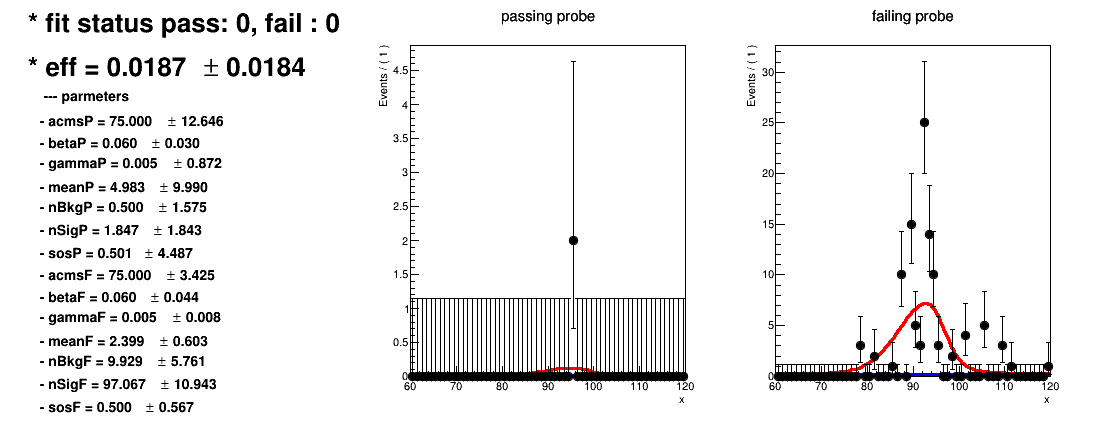 * fit status pass: 0, fail : 0
* eff = 0.0187 ± 0.0184
--- parmeters
- acmsP = 75.000 ± 12.646
- betaP = 0.060 ± 0.030
- gammaP = 0.005 ± 0.872
- meanP = 4.983 ± 9.990
- nBkgP = 0.500 ± 1.575
- nSigP = 1.847 ± 1.843
- sosP = 0.501 ± 4.487
- acmsF = 75.000 ± 3.425
- betaF = 0.060 ± 0.044
- gammaF = 0.005 ± 0.008
- meanF = 2.399 ± 0.603
- nBkgF = 9.929 ± 5.761
- nSigF = 97.067 ± 10.943
- sosF = 0.500 ± 0.567
passing probe
Events / ( 1 )
4.5
4
3.5
3
2.5
2
1.5
1
0.5
0
60 70 80 90 100 110 120
x
failing probe
Events / ( 1 )
30
25
20
15
10
5
0
60 70 80 90 100 110 120
x